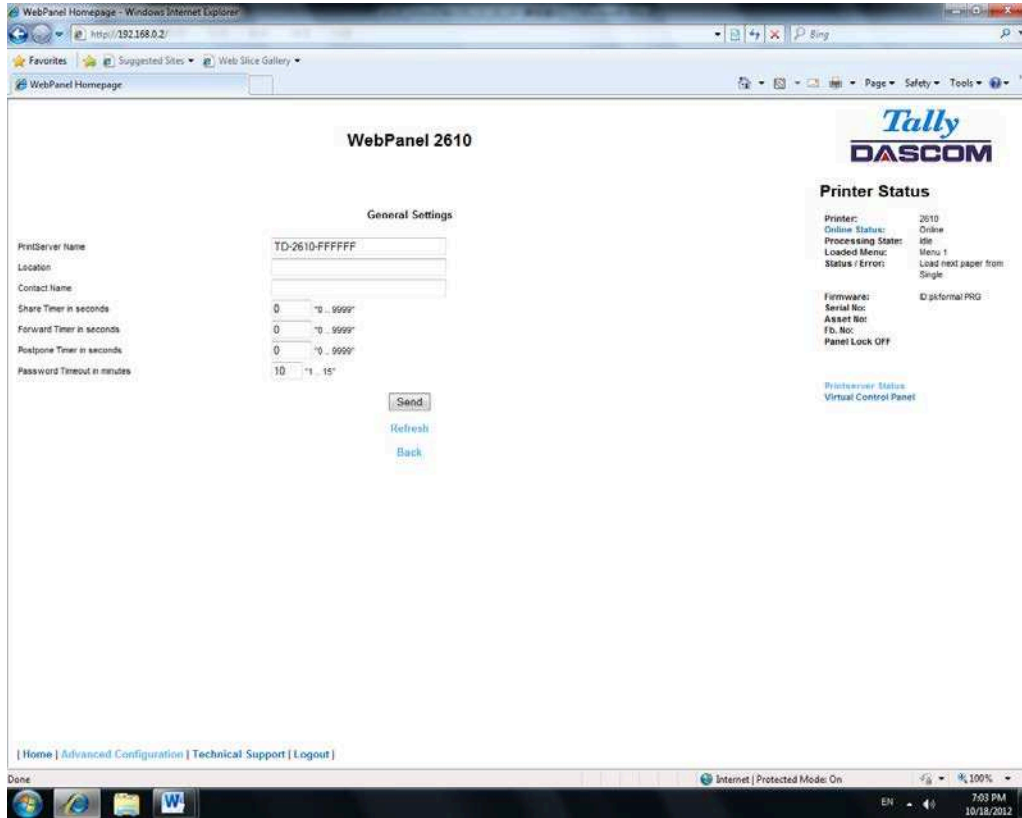 WebPanel Homepage - Windows Internet Explorer
http://192.168.0.2/
Bing
Favorites Suggested Sites Web Slice Gallery
WebPanel Homepage
Page Safety Tools
Tally
DASCOM
WebPanel 2610
Printer Status
General Settings
Printer: 2610
Online Status: Online
Processing State: Idle
Loaded Menu: Menu 1
Status / Error: Load next paper from
Single
Firmware: ID:pkformal PRG
Serial No:
Asset No:
Fb. No:
Panel Lock OFF
Printserver Status
Virtual Control Panel
PrintServer Name TD-2610-FFFFFF
Location
Contact Name
Share Timer in seconds 0 "0 .. 9999"
Forward Timer in seconds 0 "0 .. 9999"
Postpone Timer in seconds 0 "0 .. 9999"
Password Timeout in minutes 10 "1 .. 15"
Send
Refresh
Back
| Home | Advanced Configuration | Technical Support | Logout |
Done
Internet | Protected Mode: On
100%
EN
7:03 PM
10/18/2012